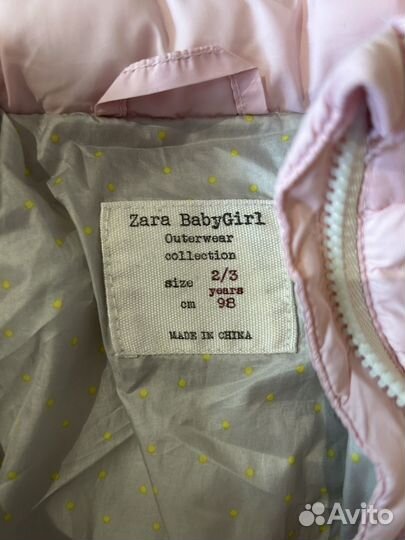 Zara BabyGirl
Outerwear
collection
size 2/3
years
cm 98
MADE IN CHINA
Avito